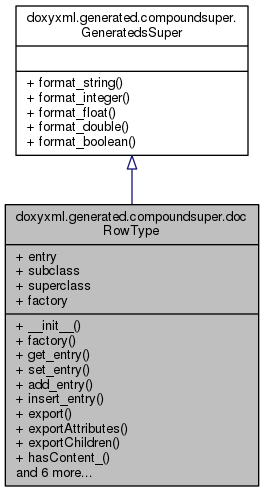 doxyxml.generated.compoundsuper.
GeneratedsSuper
+ format_string()
+ format_integer()
+ format_float()
+ format_double()
+ format_boolean()
doxyxml.generated.compoundsuper.doc
RowType
+ entry
+ subclass
+ superclass
+ factory
+ __init__()
+ factory()
+ get_entry()
+ set_entry()
+ add_entry()
+ insert_entry()
+ export()
+ exportAttributes()
+ exportChildren()
+ hasContent_()
and 6 more...